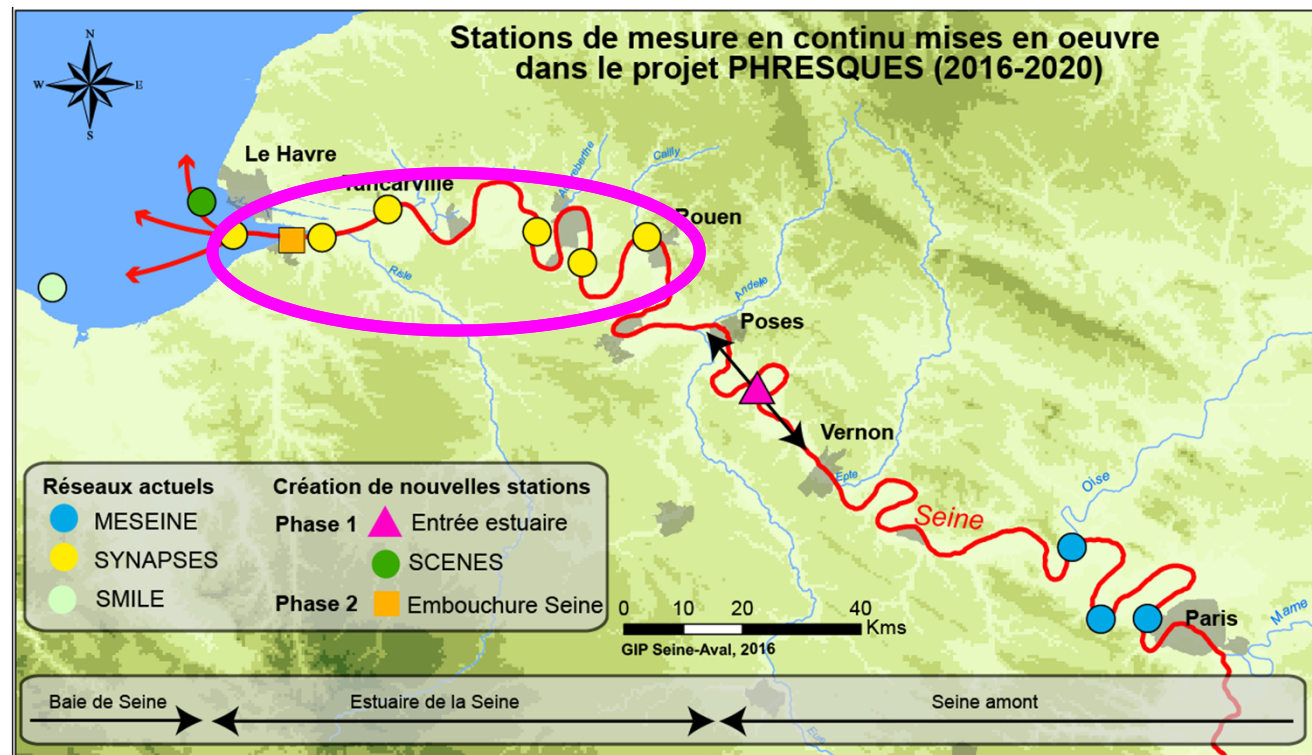 Stations de mesure en continu mises en oeuvre
dans le projet PHRESQUES (2016-2020)
N
W
E
S
Le Havre
Tancarville
Austreberthe
Cailly
Rouen
Risle
Andelle
Poses
Vernon
Epte
Seine
Oise
Paris
Marne
Eure
Réseaux actuels
MESEINE
SYNAPSES
SMILE
Création de nouvelles stations
Phase 1
Entrée estuaire
SCENES
Phase 2
Embouchure Seine
0 10 20 40
Kms
GIP Seine-Aval, 2016
Baie de Seine
Estuaire de la Seine
Seine amont